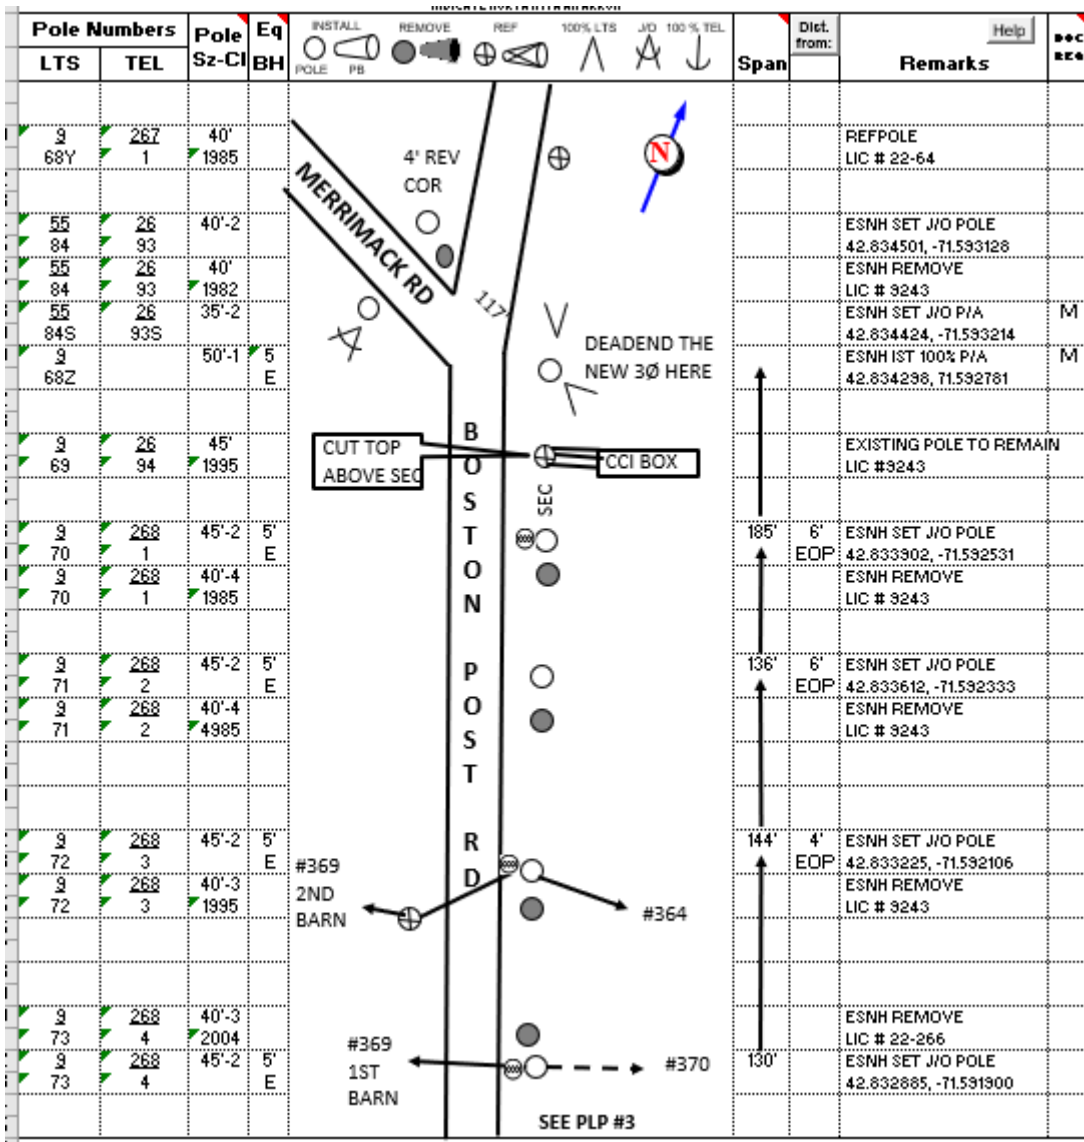 Pole Numbers Pole Eq INSTALL REMOVE REF 100% LTS J/O 100 % TEL Dist. Help
LTS TEL Sz-Cl BH POLE PB Span from: Remarks
9 267 40' REFPOLE
68Y 1 1985 4' REV N LIC # 22-64
COR
MERRIMACK RD
55 26 40'-2 ESNH SET J/O POLE
84 93 42.834501, -71.593128
55 26 40' ESNH REMOVE
84 93 1982 LIC # 9243
55 26 35'-2 117' ESNH SET J/O P/A M
84S 93S 42.834424, -71.593214
9 50'-1 5 DEADEND THE ESNH IST 100% P/A M
68Z E NEW 3Ø HERE 42.834298, 71.592781
BOSTON POST RD
9 26 45' CUT TOP EXISTING POLE TO REMAIN
69 94 1995 ABOVE SEC CCI BOX LIC #9243
SEC
9 268 45'-2 5' 185' 6' ESNH SET J/O POLE
70 1 E EOP 42.833902, -71.592531
9 268 40'-4 ESNH REMOVE
70 1 1985 LIC # 9243
9 268 45'-2 5' 136' 6' ESNH SET J/O POLE
71 2 E EOP 42.833612, -71.592333
9 268 40'-4 ESNH REMOVE
71 2 4985 LIC # 9243
9 268 45'-2 5' 144' 4' ESNH SET J/O POLE
72 3 E #369 EOP 42.833225, -71.592106
9 268 40'-3 2ND ESNH REMOVE
72 3 1995 BARN #364 LIC # 9243
9 268 40'-3 ESNH REMOVE
73 4 2004 #369 LIC # 22-266
9 268 45'-2 5' 1ST #370 130' ESNH SET J/O POLE
73 4 E BARN 42.832885, -71.591900
SEE PLP #3